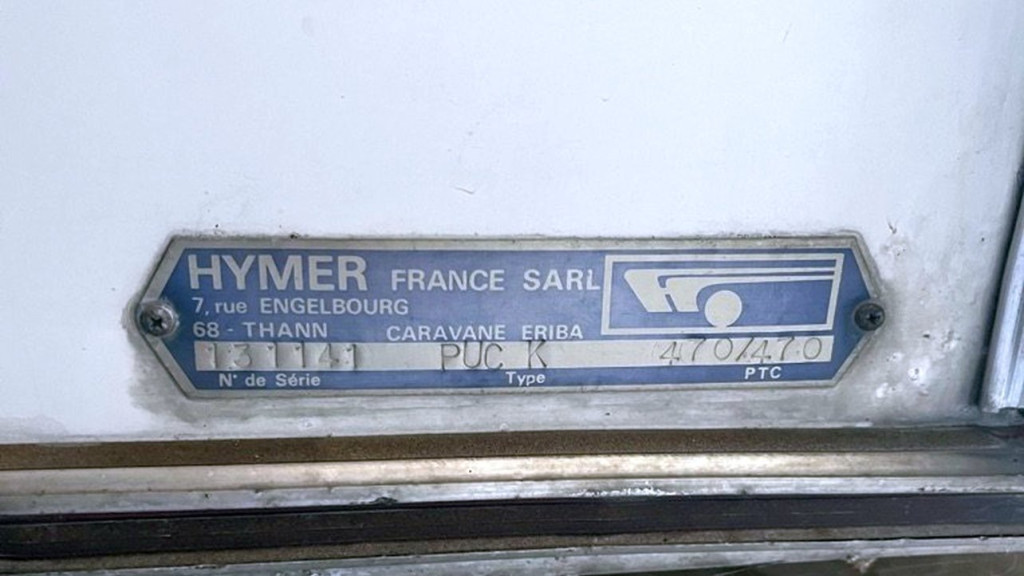 HYMER FRANCE SARL
7, rue ENGELBOURG
68 - THANN CARAVANE ERIBA
131141 PUC K 470/470
N° de Série Type PTC